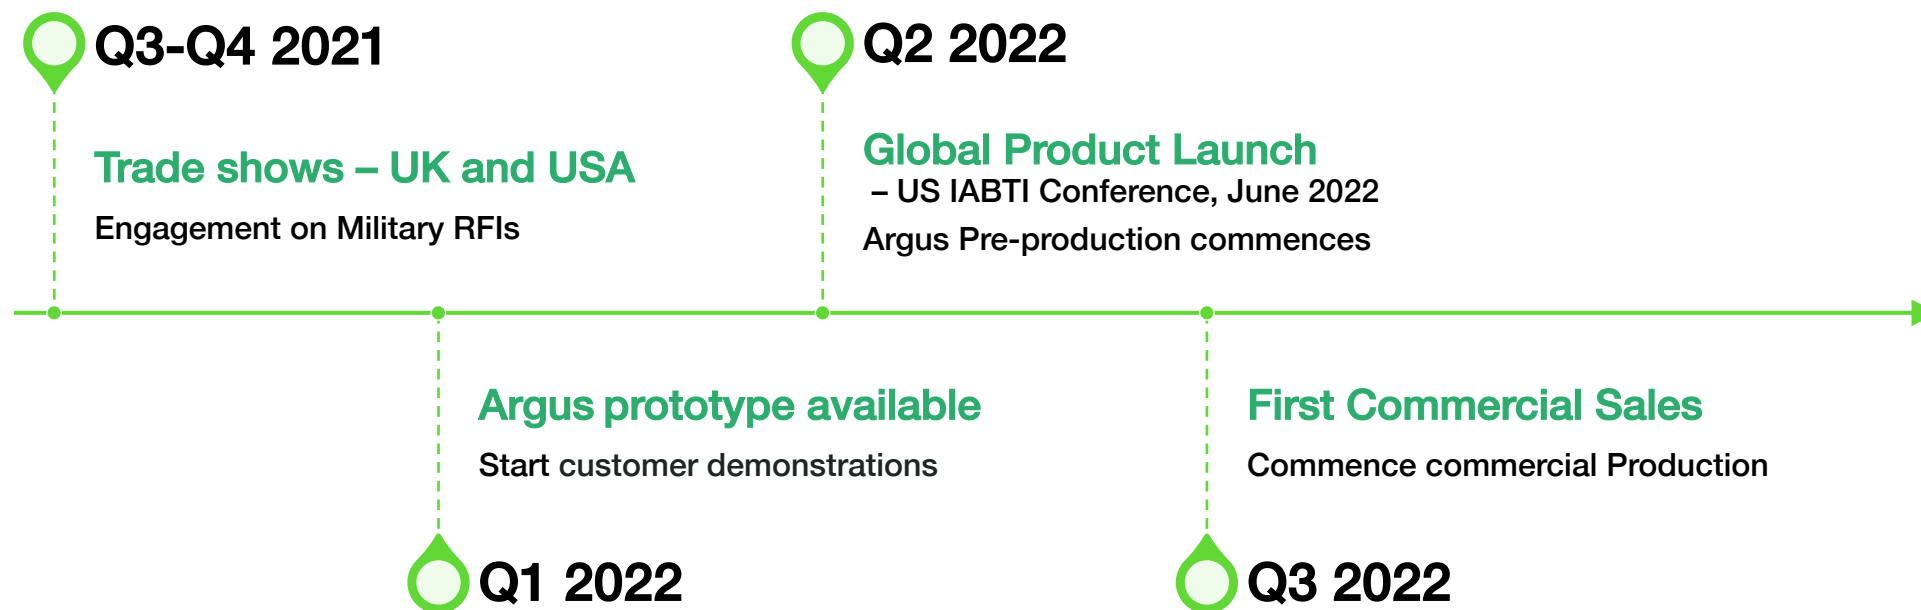 Q3-Q4 2021
Trade shows – UK and USA
Engagement on Military RFIs
Argus prototype available
Start customer demonstrations
Q1 2022
Q2 2022
Global Product Launch
– US IABTI Conference, June 2022
Argus Pre-production commences
First Commercial Sales
Commence commercial Production
Q3 2022